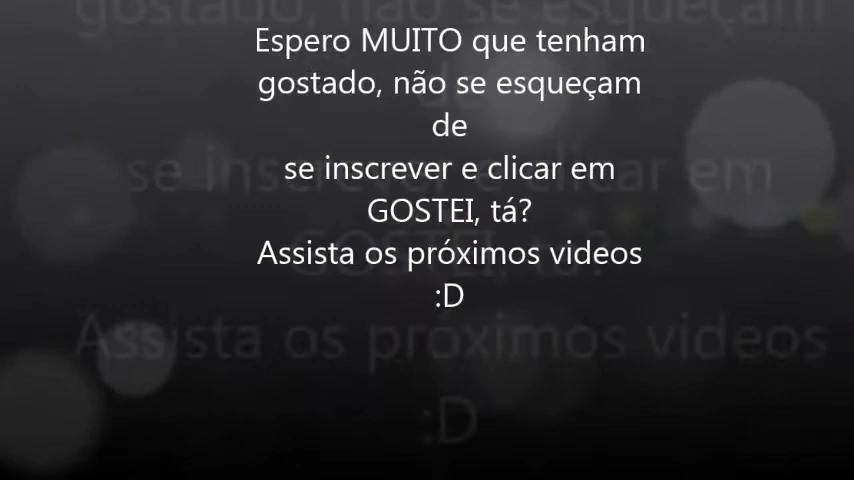 Espero MUITO que tenham
gostado, não se esqueçam
de
se inscrever e clicar em
GOSTEI, tá?
Assista os próximos videos
:D